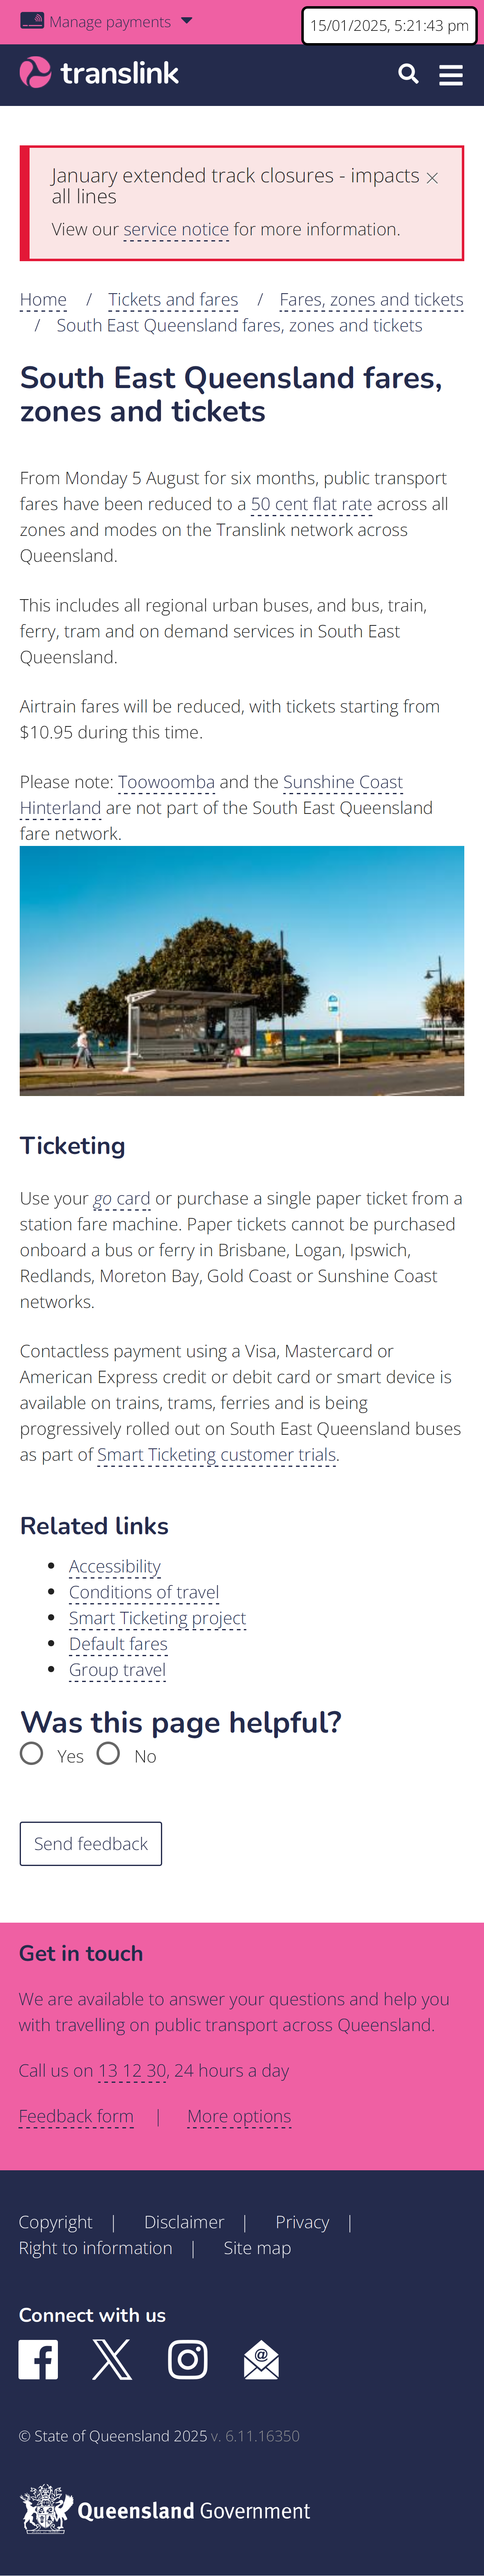 Manage payments
15/01/2025, 5:21:43 pm
translink
January extended track closures - impacts
all lines
View our service notice for more information.
Home / Tickets and fares / Fares, zones and tickets
/ South East Queensland fares, zones and tickets
South East Queensland fares,
zones and tickets
From Monday 5 August for six months, public transport
fares have been reduced to a 50 cent flat rate across all
zones and modes on the Translink network across
Queensland.
This includes all regional urban buses, and bus, train,
ferry, tram and on demand services in South East
Queensland.
Airtrain fares will be reduced, with tickets starting from
$10.95 during this time.
Please note: Toowoomba and the Sunshine Coast
Hinterland are not part of the South East Queensland
fare network.
Ticketing
Use your go card or purchase a single paper ticket from a
station fare machine. Paper tickets cannot be purchased
onboard a bus or ferry in Brisbane, Logan, Ipswich,
Redlands, Moreton Bay, Gold Coast or Sunshine Coast
networks.
Contactless payment using a Visa, Mastercard or
American Express credit or debit card or smart device is
available on trains, trams, ferries and is being
progressively rolled out on South East Queensland buses
as part of Smart Ticketing customer trials.
Related links
Accessibility
Conditions of travel
Smart Ticketing project
Default fares
Group travel
Was this page helpful?
Yes No
Send feedback
Get in touch
We are available to answer your questions and help you
with travelling on public transport across Queensland.
Call us on 13 12 30, 24 hours a day
Feedback form | More options
Copyright | Disclaimer | Privacy |
Right to information | Site map
Connect with us
© State of Queensland 2025 v. 6.11.16350
Queensland Government